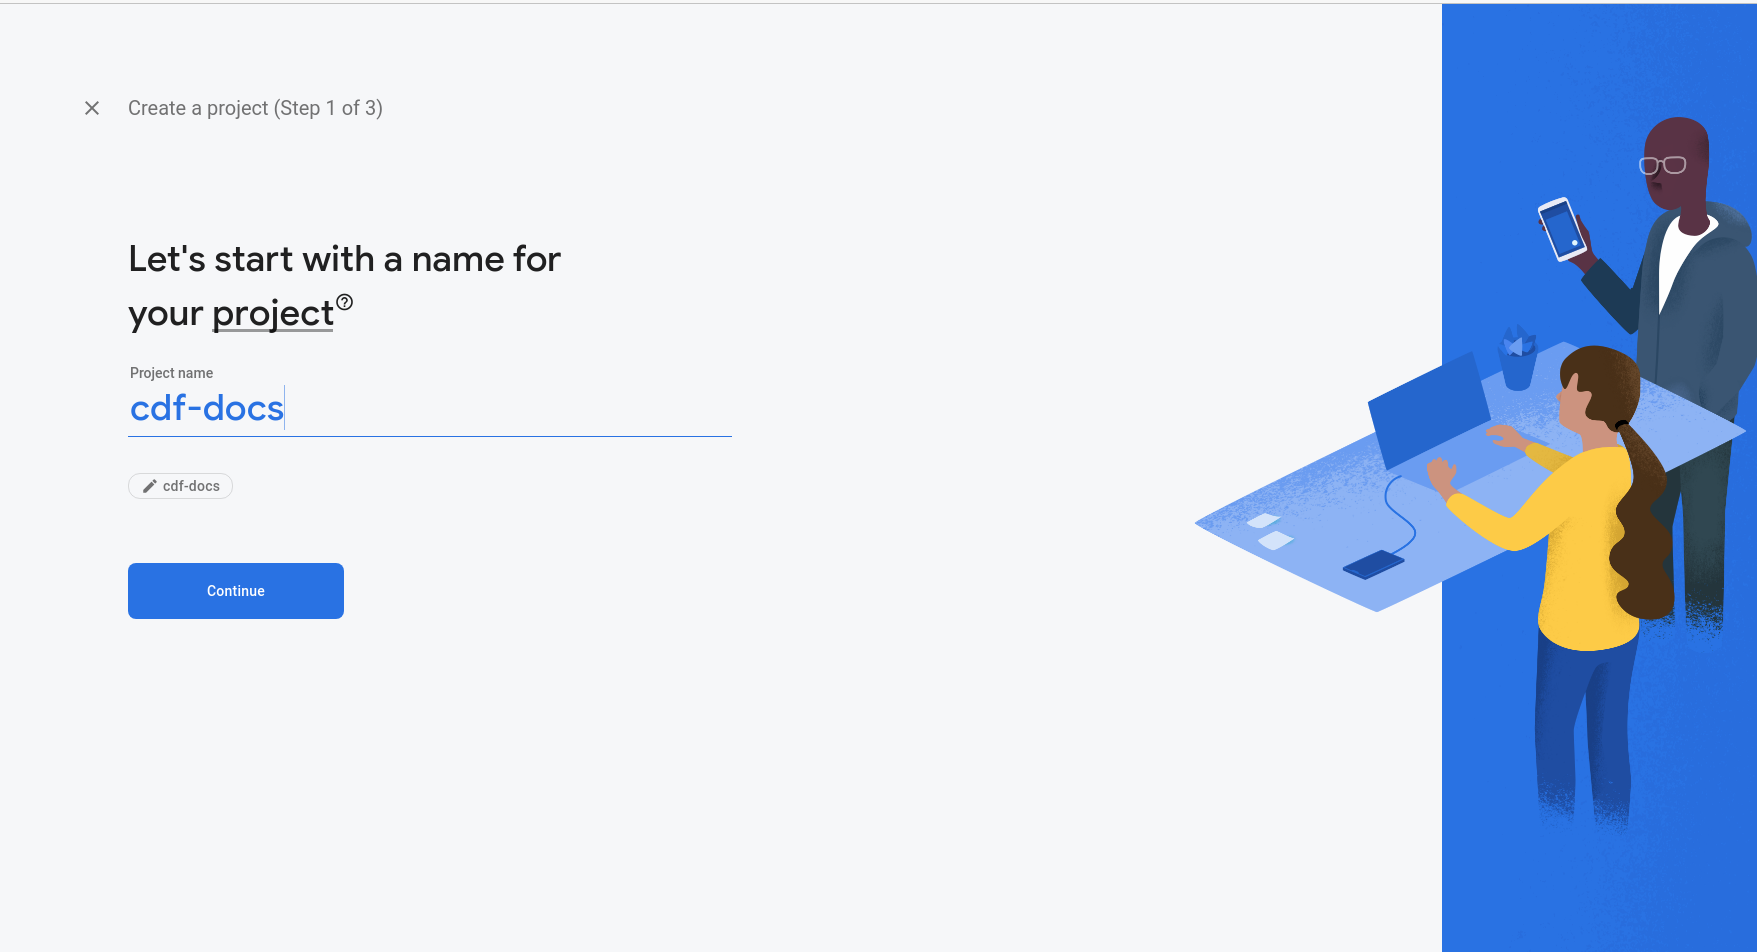 Create a project (Step 1 of 3)
Let's start with a name for
your project
Project name
cdf-docs
cdf-docs
Continue